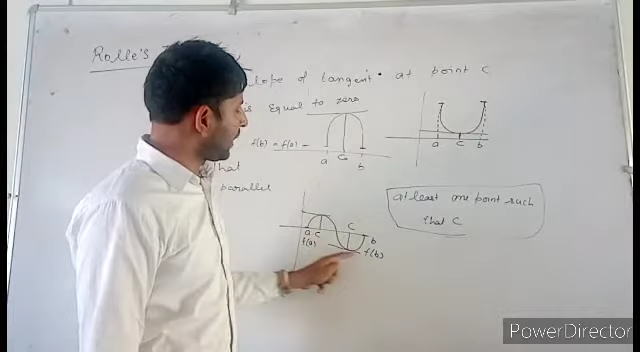 Rolle's
slope of tangent at point C
is equal to zero
f(b) = f(a)
a C b
a C b
that
parallel
at least one point such
that C
a C C b
f(a) f(b)
PowerDirector